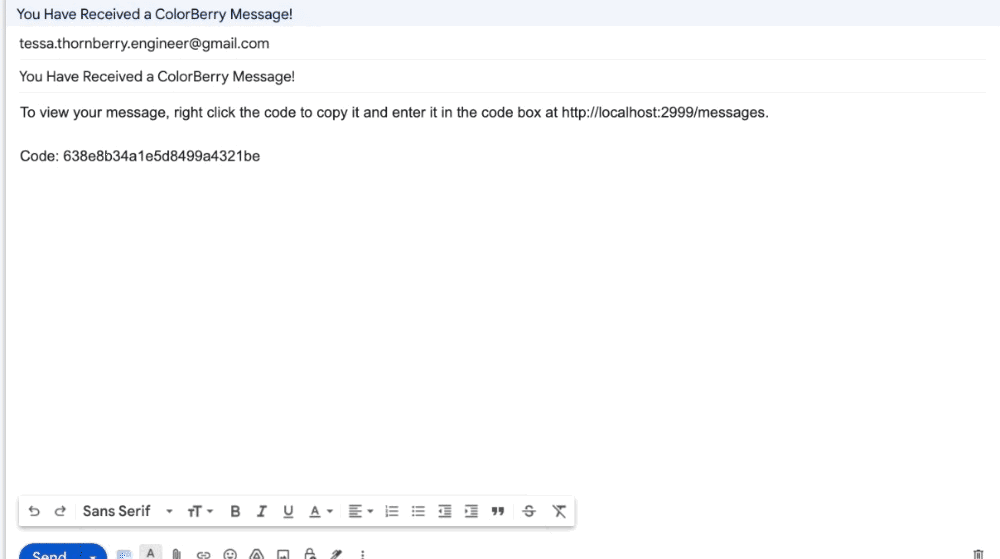 You Have Received a ColorBerry Message!
tessa.thornberry.engineer@gmail.com
You Have Received a ColorBerry Message!
To view your message, right click the code to copy it and enter it in the code box at http://localhost:2999/messages.
Code: 638e8b34a1e5d8499a4321be
Sans Serif
Send